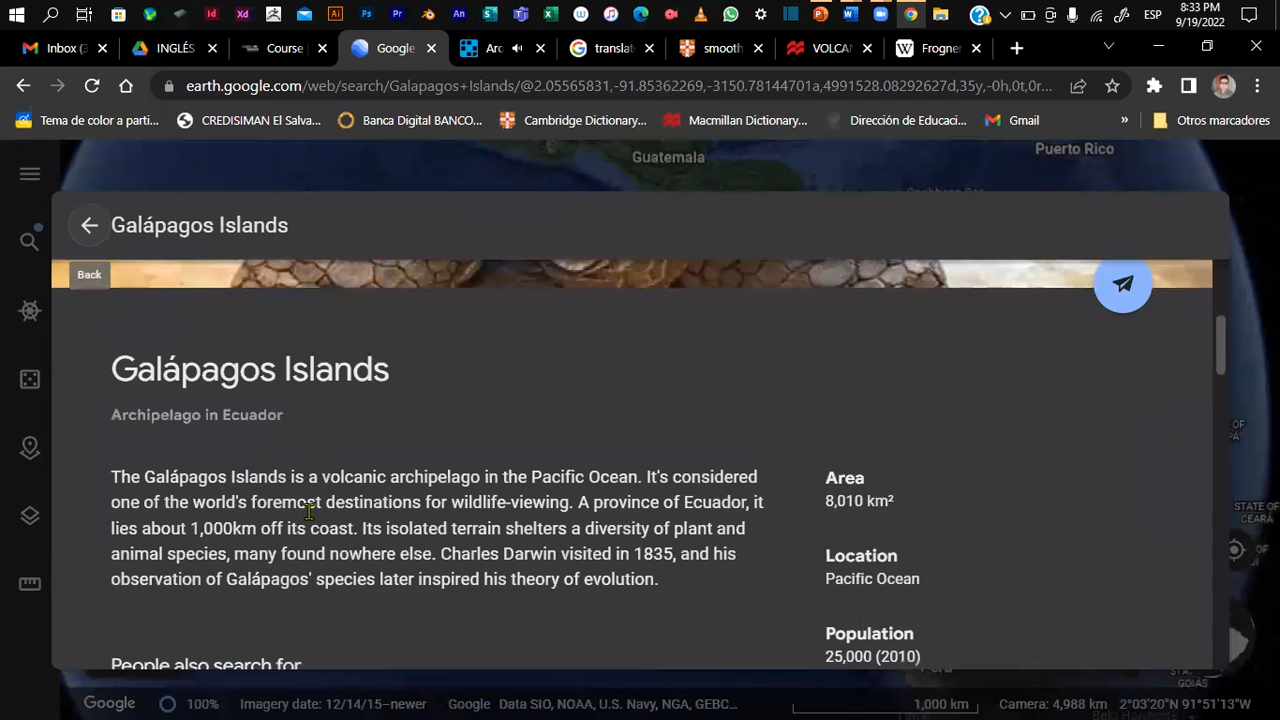 8:33 PM
ESP
9/19/2022
Inbox (3
INGLÉS
Course
Google
Arc
translat
smooth
VOLCAN
Frogner
earth.google.com/web/search/Galapagos+Islands/@2.05565831,-91.85362269,-3150.78144701a,4991528.08292627d,35y,-0h,0t,0r...
Tema de color a parti...
CREDISIMAN El Salva...
Banca Digital BANCO...
Cambridge Dictionary...
Macmillan Dictionary...
Dirección de Educaci...
Gmail
»
Otros marcadores
Guatemala
Puerto Rico
Galápagos Islands
Back
Galápagos Islands
Archipelago in Ecuador
The Galápagos Islands is a volcanic archipelago in the Pacific Ocean. It's considered
one of the world's foremost destinations for wildlife-viewing. A province of Ecuador, it
lies about 1,000km off its coast. Its isolated terrain shelters a diversity of plant and
animal species, many found nowhere else. Charles Darwin visited in 1835, and his
observation of Galápagos' species later inspired his theory of evolution.
Area
8,010 km²
Location
Pacific Ocean
Population
25,000 (2010)
People also search for
STATE OF
CEARÁ
GOIÁS
Google
100%
Imagery date: 12/14/15-newer
Google
Data SIO, NOAA, U.S. Navy, NGA, GEBC...
1,000 km
Camera: 4,988 km
2°03'20"N 91°51'13"W